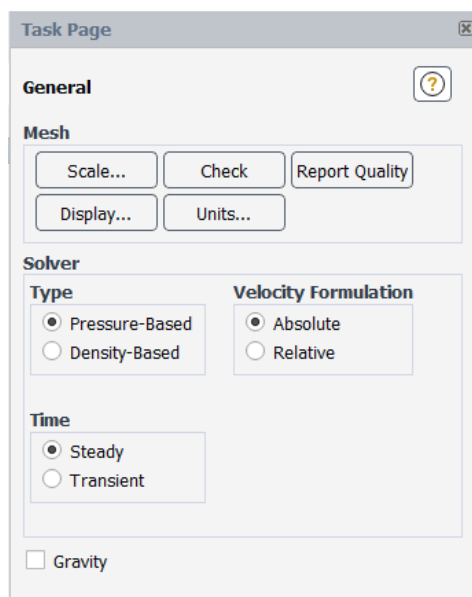 Task Page
General
?
Mesh
Scale...
Check
Report Quality
Display...
Units...
Solver
Type
Velocity Formulation
Pressure-Based
Absolute
Density-Based
Relative
Time
Steady
Transient
Gravity